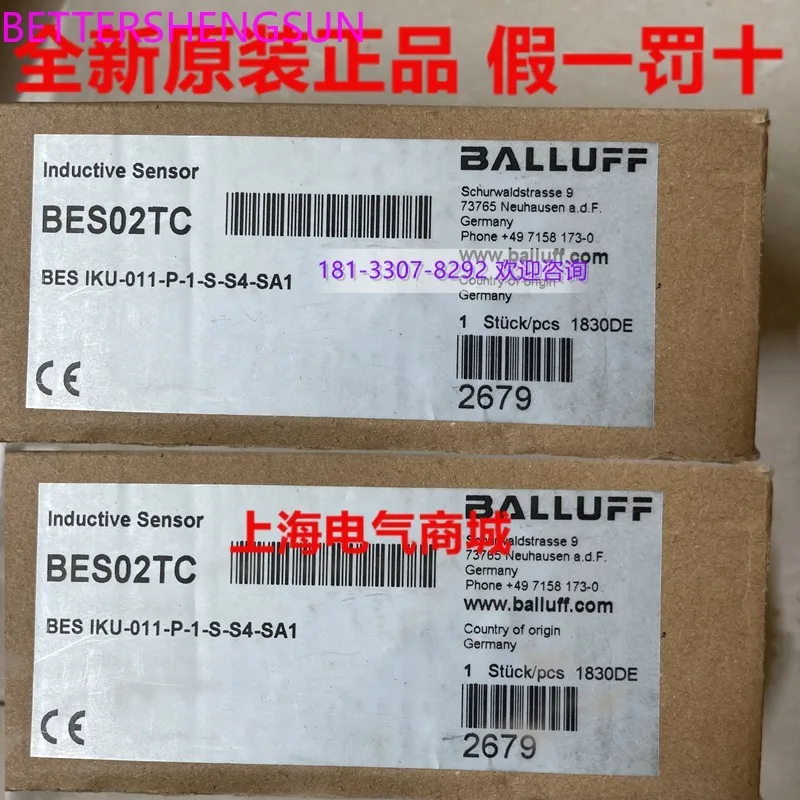 BETTERSHENGSUN
全新原装正品 假一罚十
Inductive Sensor
BES02TC
BES IKU-011-P-1-S-S4-SA1
BALLUFF
Schurwaldstrasse 9
73765 Neuhausen a.d.F.
Germany
Phone +49 7158 173-0
www.balluff.com
181-3307-8292 欢迎咨询
Country of origin
Germany
1 Stück/pcs 1830DE
2679
CE
Inductive Sensor
BES02TC
BES IKU-011-P-1-S-S4-SA1
上海电气商城
BALLUFF
Schurwaldstrasse 9
73765 Neuhausen a.d.F.
Germany
Phone +49 7158 173-0
www.balluff.com
Country of origin
Germany
1 Stück/pcs 1830DE
2679
CE